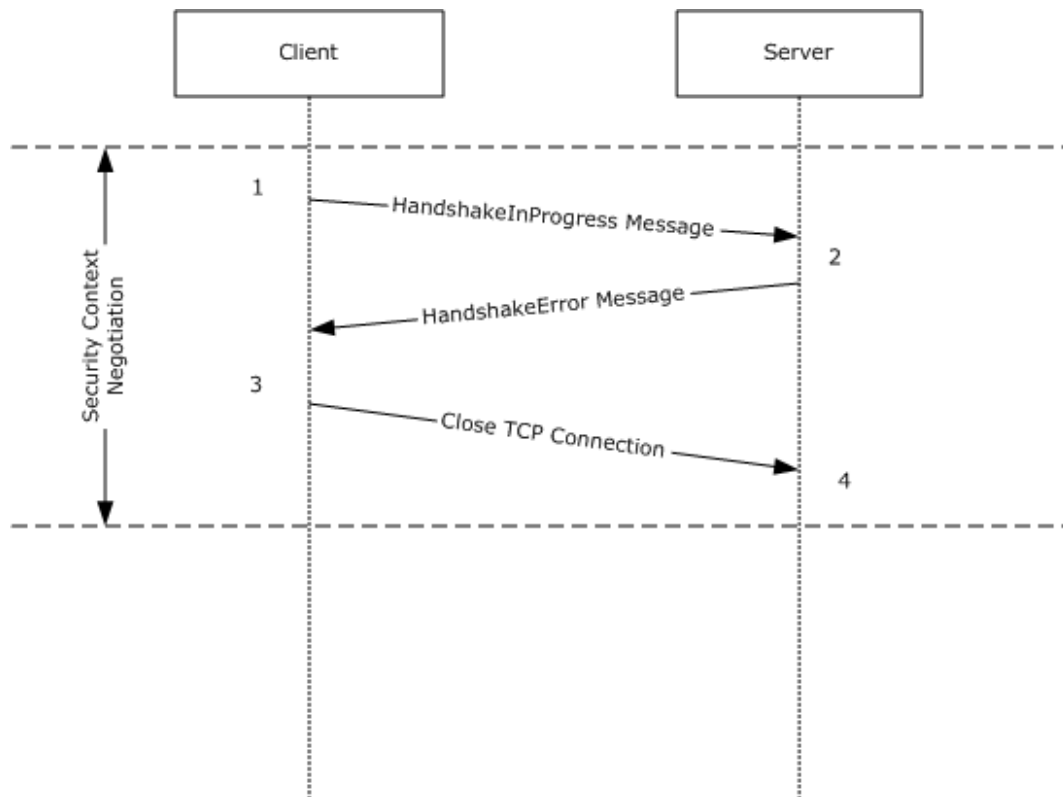 Client
Server
1
HandshakeInProgress Message
2
HandshakeError Message
Security Context
Negotiation
3
Close TCP Connection
4